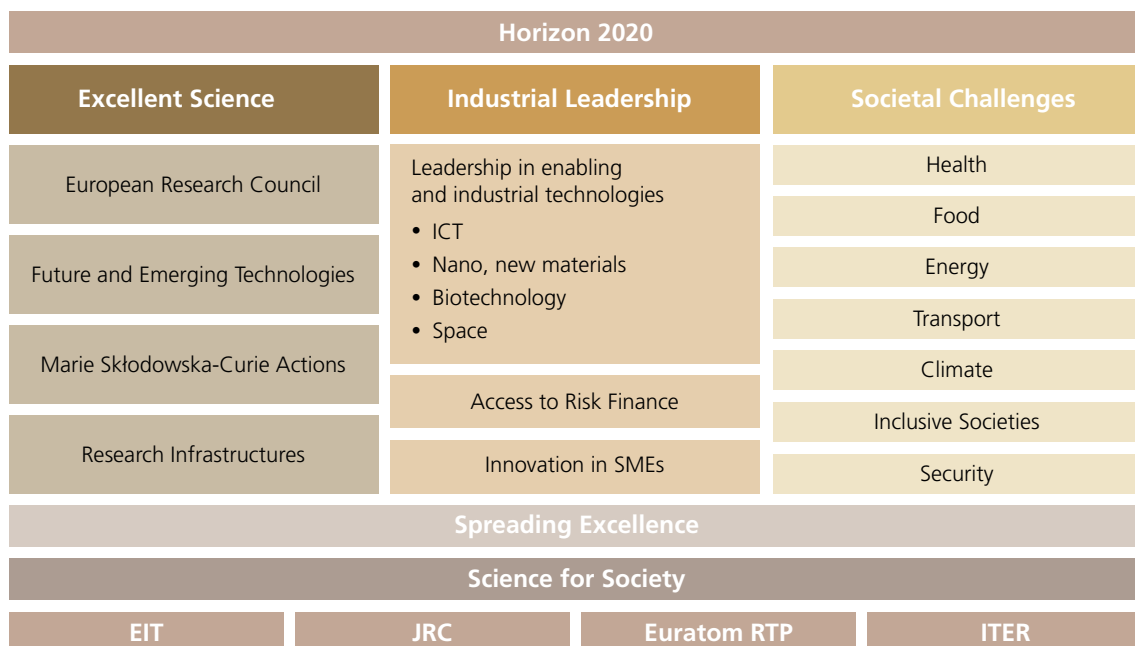 Horizon 2020
Excellent Science
European Research Council
Future and Emerging Technologies
Marie Skłodowska-Curie Actions
Research Infrastructures
Industrial Leadership
Leadership in enabling
and industrial technologies
• ICT
• Nano, new materials
• Biotechnology
• Space
Access to Risk Finance
Innovation in SMEs
Societal Challenges
Health
Food
Energy
Transport
Climate
Inclusive Societies
Security
Spreading Excellence
Science for Society
EIT
JRC
Euratom RTP
ITER